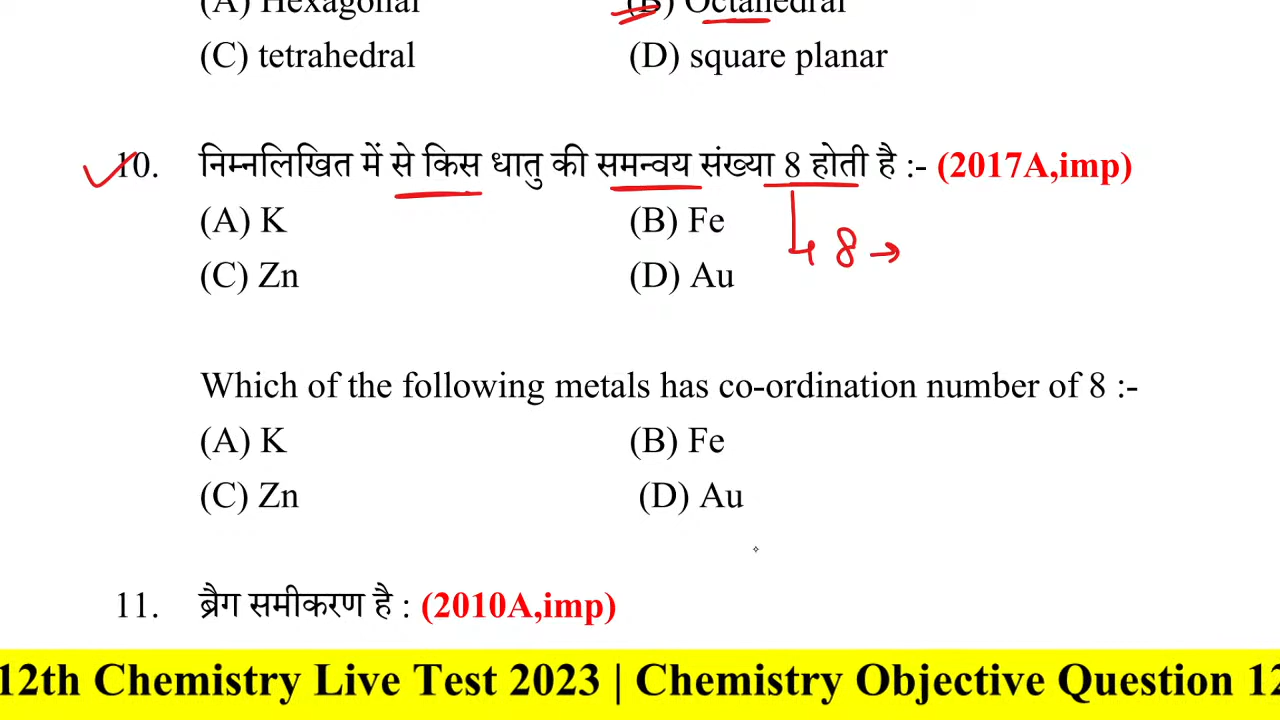 (A) Hexagonal (B) Octahedral
(C) tetrahedral (D) square planar
10. निम्नलिखित में से किस धातु की समन्वय संख्या 8 होती है :- (2017A,imp)
(A) K (B) Fe
8 →
(C) Zn (D) Au
Which of the following metals has co-ordination number of 8 :-
(A) K (B) Fe
(C) Zn (D) Au
11. ब्रैग समीकरण है : (2010A,imp)
12th Chemistry Live Test 2023 | Chemistry Objective Question 12